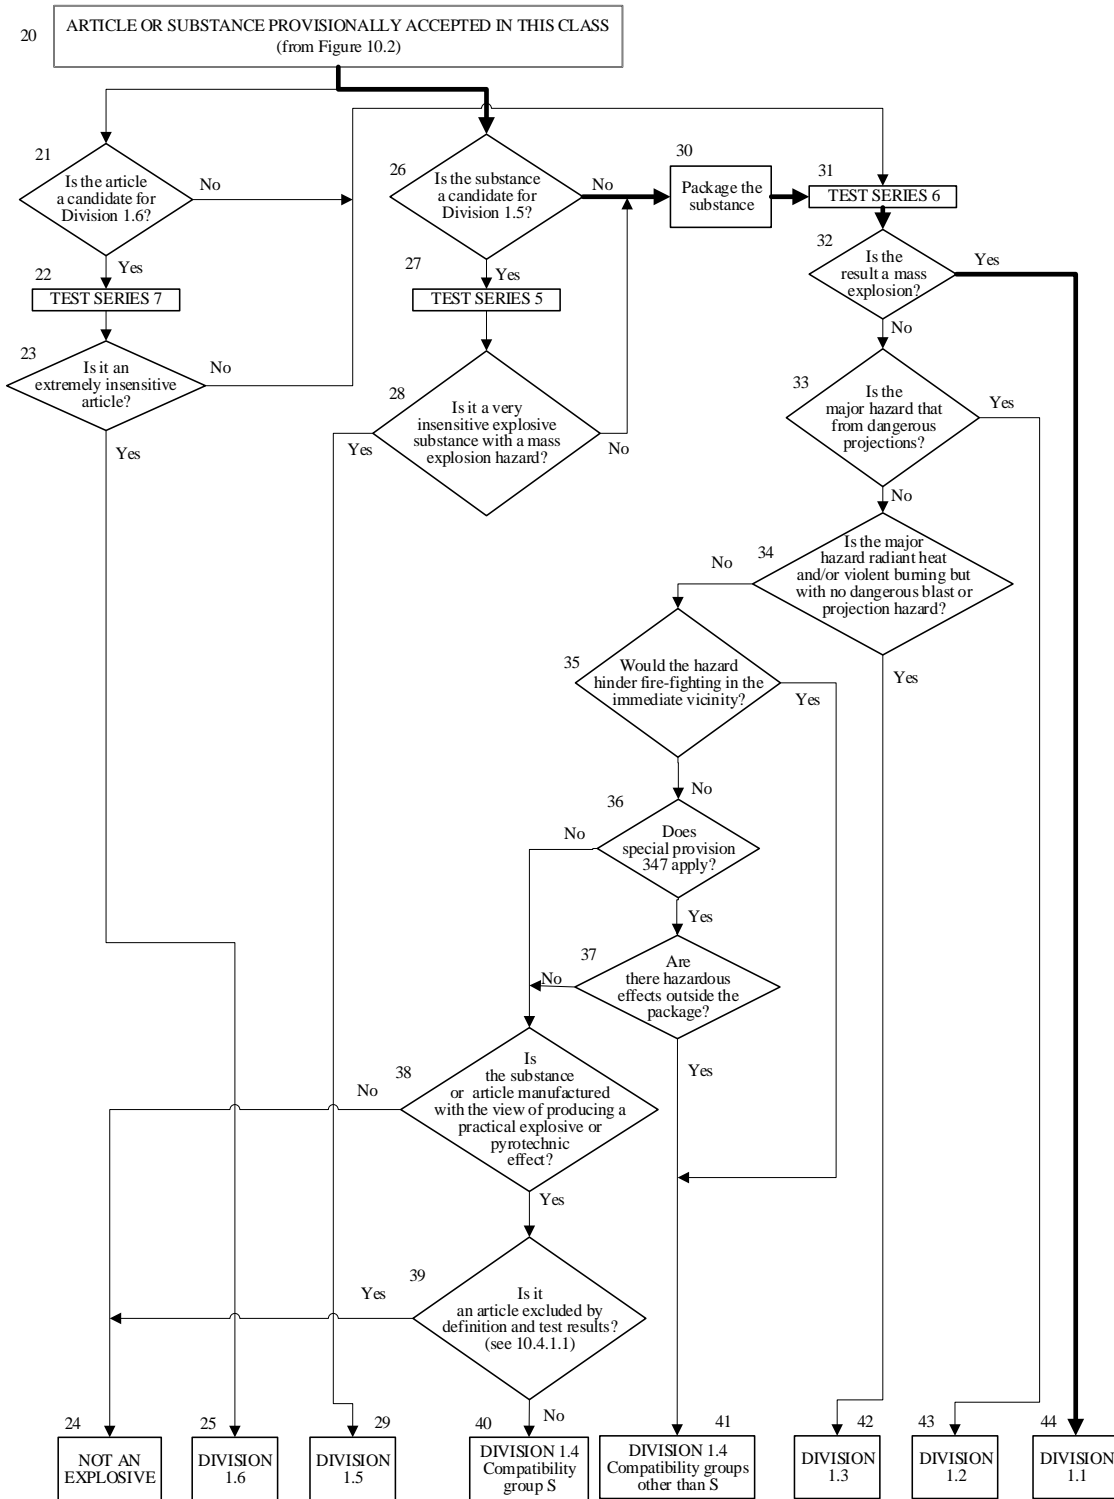 20
ARTICLE OR SUBSTANCE PROVISIONALLY ACCEPTED IN THIS CLASS
(from Figure 10.2)
21
Is the article
a candidate for
Division 1.6?
No
Yes
22
TEST SERIES 7
23
Is it an
extremely insensitive
article?
No
Yes
26
Is the substance
a candidate for
Division 1.5?
No
Yes
27
TEST SERIES 5
28
Is it a very
insensitive explosive
substance with a mass
explosion hazard?
Yes
No
30
Package the
substance
31
TEST SERIES 6
32
Is the
result a mass
explosion?
Yes
No
33
Is the
major hazard that
from dangerous
projections?
Yes
No
34
Is the major
hazard radiant heat
and/or violent burning but
with no dangerous blast or
projection hazard?
No
Yes
35
Would the hazard
hinder fire-fighting in the
immediate vicinity?
Yes
No
36
Does
special provision
347 apply?
No
Yes
37
Are
there hazardous
effects outside the
package?
No
Yes
38
Is
the substance
or article manufactured
with the view of producing a
practical explosive or
pyrotechnic
effect?
No
Yes
39
Is it
an article excluded by
definition and test results?
(see 10.4.1.1)
Yes
No
24
NOT AN
EXPLOSIVE
25
DIVISION
1.6
29
DIVISION
1.5
40
DIVISION 1.4
Compatibility
group S
41
DIVISION 1.4
Compatibility groups
other than S
42
DIVISION
1.3
43
DIVISION
1.2
44
DIVISION
1.1